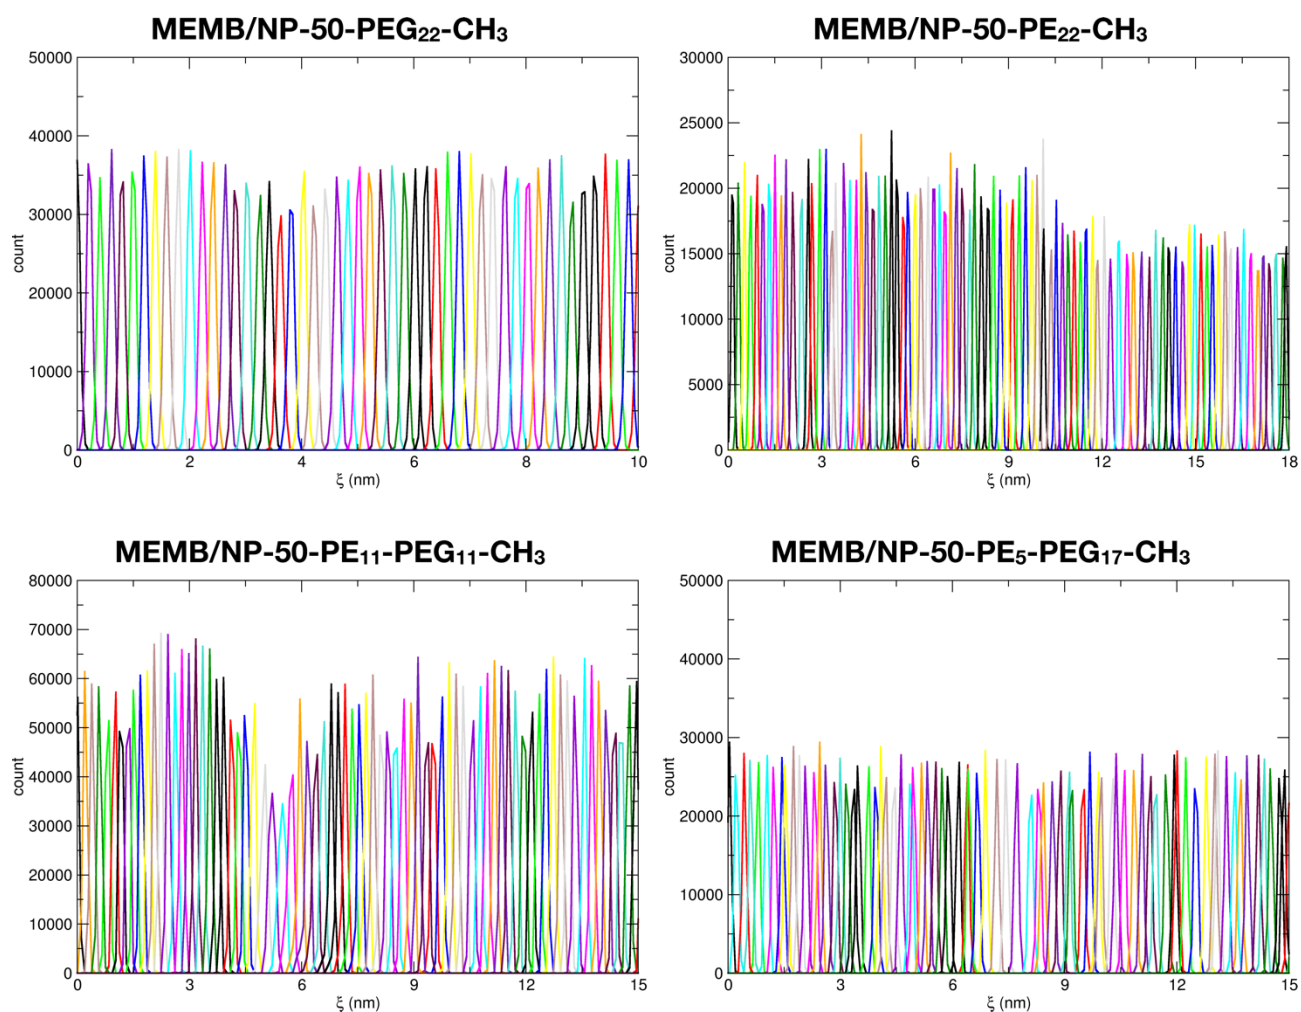 MEMB/NP-50-PEG₂₂-CH₃
50000
40000
30000
20000
10000
0
count
0 2 4 6 8 10
ξ (nm)
MEMB/NP-50-PE₂₂-CH₃
30000
25000
20000
15000
10000
5000
0
count
0 3 6 9 12 15 18
ξ (nm)
MEMB/NP-50-PE₁₁-PEG₁₁-CH₃
80000
70000
60000
50000
40000
30000
20000
10000
0
count
0 3 6 9 12 15
ξ (nm)
MEMB/NP-50-PE₅-PEG₁₇-CH₃
50000
40000
30000
20000
10000
0
count
0 3 6 9 12 15
ξ (nm)